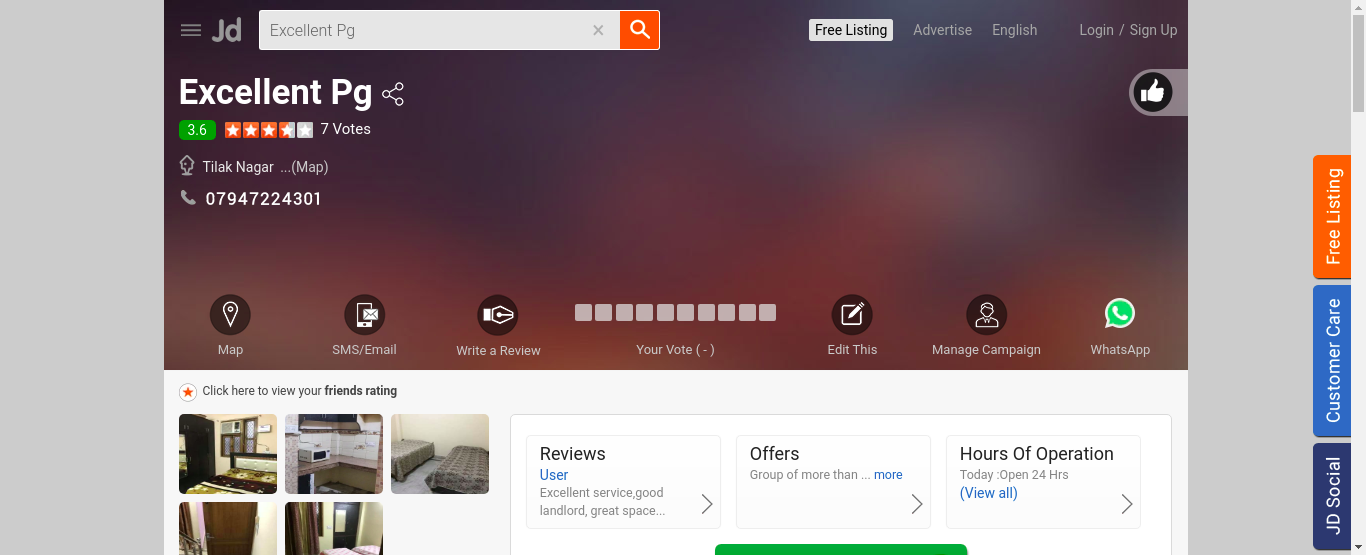 Jd
Excellent Pg
Free Listing
Advertise
English
Login / Sign Up
Excellent Pg
3.6
7 Votes
Tilak Nagar ...(Map)
07947224301
Map
SMS/Email
Write a Review
Your Vote ( - )
Edit This
Manage Campaign
WhatsApp
Click here to view your friends rating
Reviews
User
Excellent service,good
landlord, great space...
Offers
Group of more than ... more
Hours Of Operation
Today :Open 24 Hrs
(View all)
Free Listing
Customer Care
JD Social